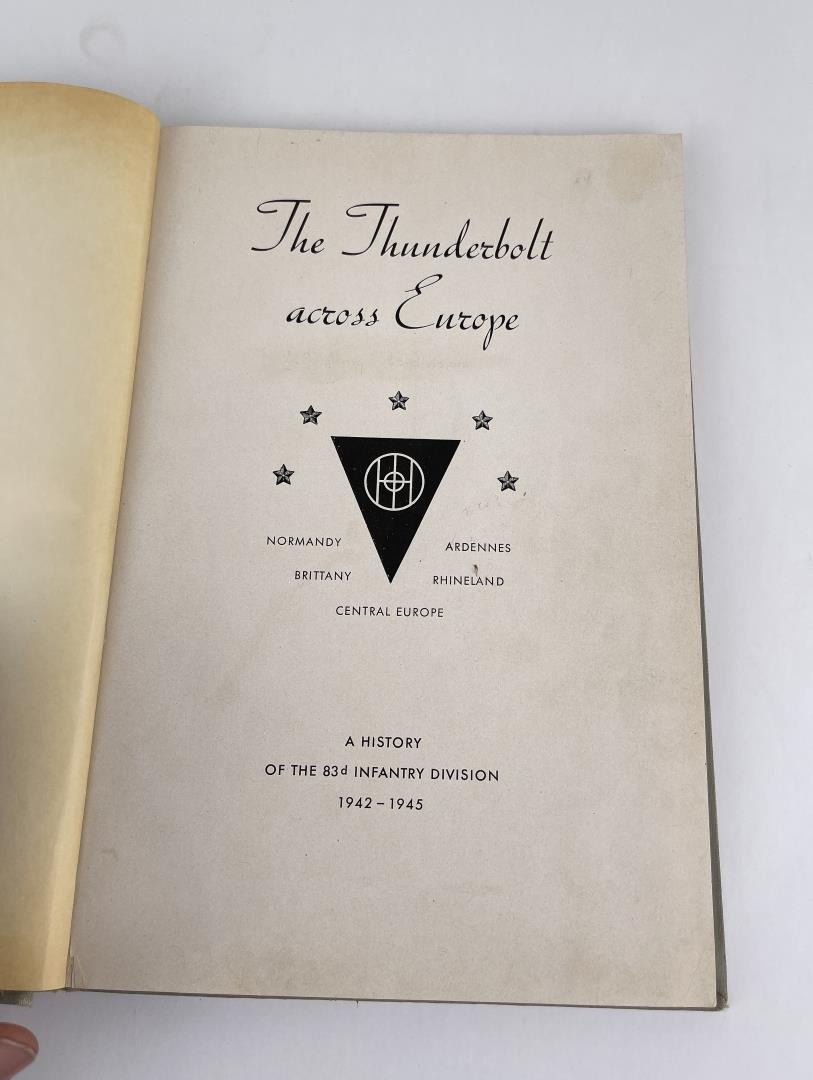 The Thunderbolt
across Europe
NORMANDY
ARDENNES
BRITTANY
RHINELAND
CENTRAL EUROPE
A HISTORY
OF THE 83d INFANTRY DIVISION
1942 – 1945